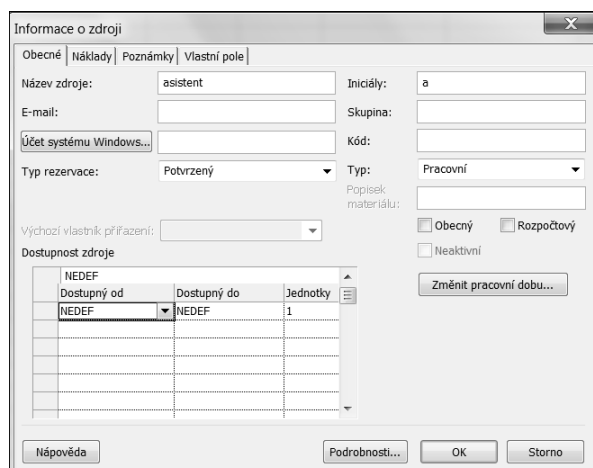 Informace o zdroji
X
Obecné Náklady Poznámky Vlastní pole
Název zdroje: asistent Iniciály: a
E-mail: Skupina:
Účet systému Windows... Kód:
Typ rezervace: Potvrzený Typ: Pracovní
Popisek materiálu:
Výchozí vlastník přiřazení: Obecný Rozpočtový
Dostupnost zdroje Neaktivní
NEDEF Změnit pracovní dobu...
Dostupný od Dostupný do Jednotky
NEDEF NEDEF 1
Nápověda Podrobnosti... OK Storno